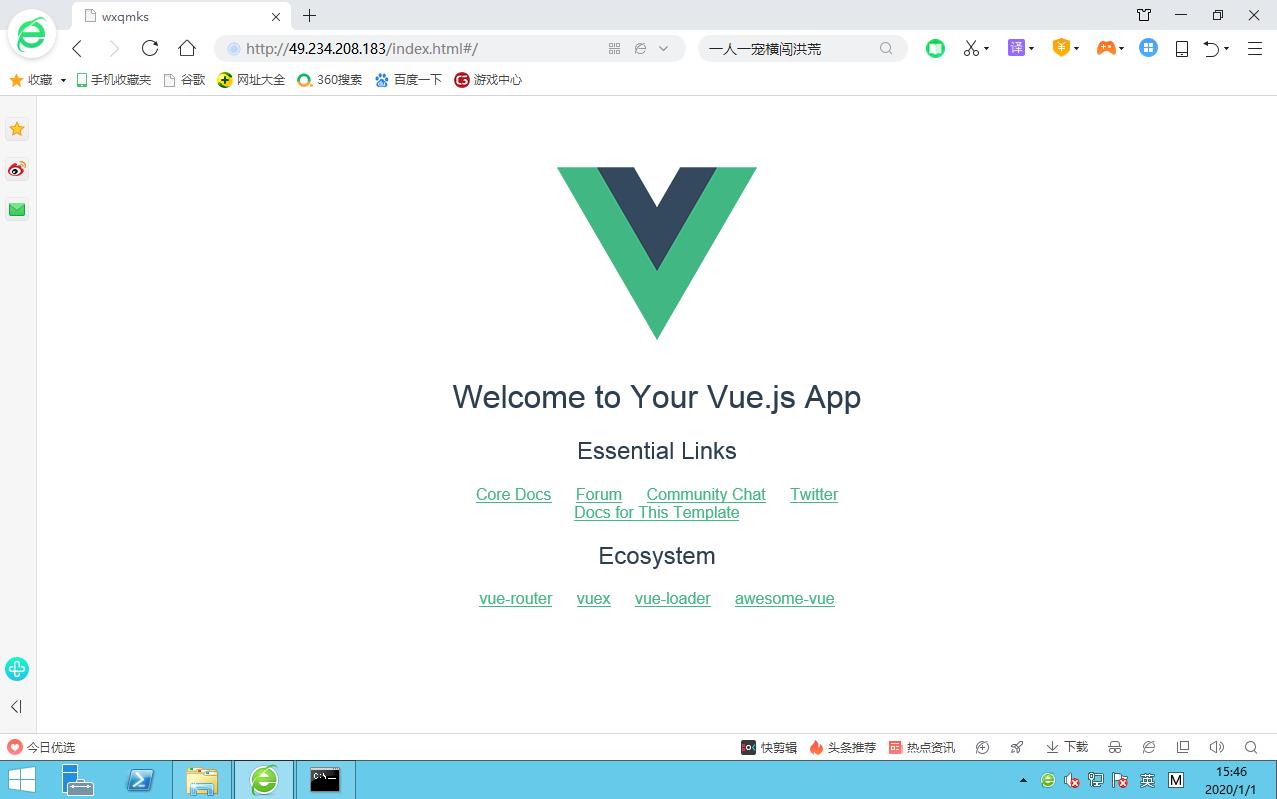 wxqmks
http://49.234.208.183/index.html#/
一人一宠横闯洪荒
译
收藏
手机收藏夹
谷歌
网址大全
360搜索
百度一下
游戏中心
Welcome to Your Vue.js App
Essential Links
Core Docs Forum Community Chat Twitter
Docs for This Template
Ecosystem
vue-router vuex vue-loader awesome-vue
今日优选
快剪辑
头条推荐
热点资讯
下载
C:\_
英
M
15:46
2020/1/1